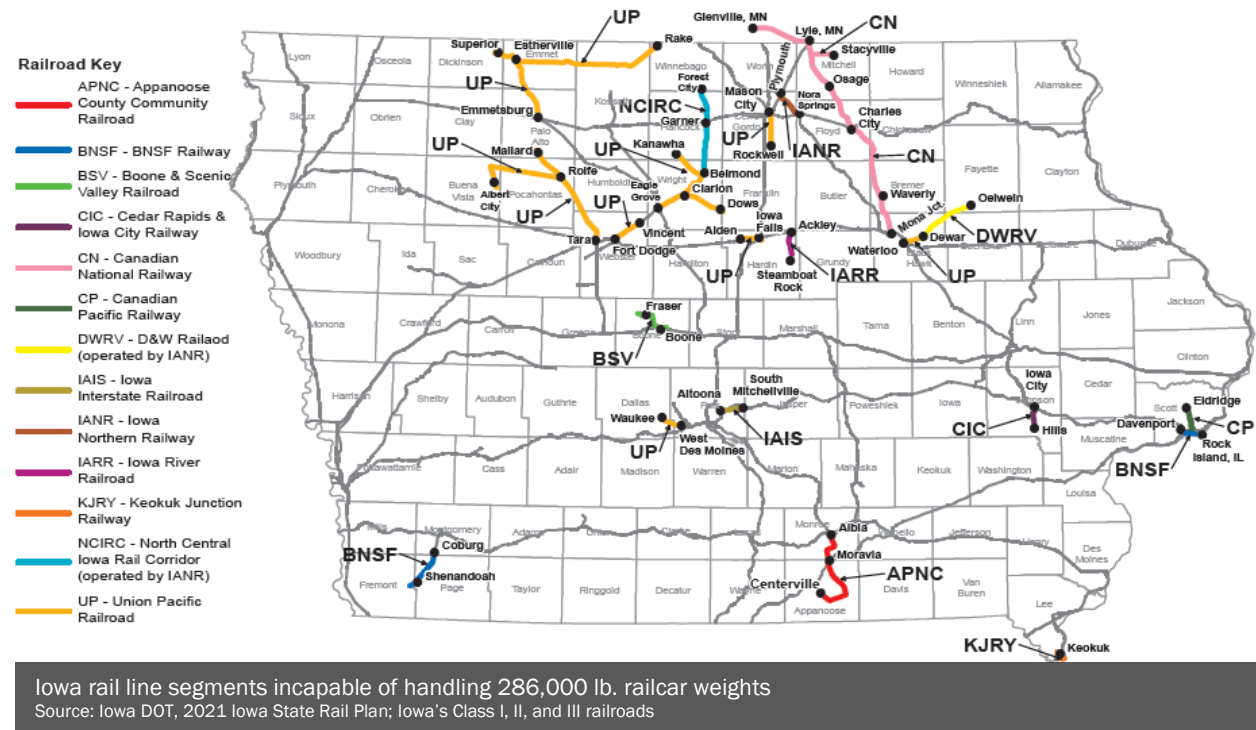 Railroad Key
APNC - Appanoose
County Community
Railroad
BNSF - BNSF Railway
BSV - Boone & Scenic
Valley Railroad
CIC - Cedar Rapids &
Iowa City Railway
CN - Canadian
National Railway
CP - Canadian
Pacific Railway
DWRV - D&W Railaod
(operated by IANR)
IAIS - Iowa
Interstate Railroad
IANR - Iowa
Northern Railway
IARR - Iowa River
Railroad
KJRY - Keokuk Junction
Railway
NCIRC - North Central
Iowa Rail Corridor
(operated by IANR)
UP - Union Pacific
Railroad
Glenville, MN
CN
UP
Lyle, MN
Superior
Estherville
Rake
Stacyville
Lyon
Osceola
Dickinson
Emmet
Winnebago
Worth
Plymouth
Mitchell
Howard
Winneshiek
Allamakee
UP
Forest
City
Osage
Mason
City
Nora
Springs
NCIRC
Emmetsburg
Garner
Hancock
Charles
City
Sioux
Obrien
Clay
Palo
Alto
Floyd
Chickasaw
UP
Mallard
UP
Kanawha
UP
Rockwell
IANR
CN
Rolfe
Belmond
Plymouth
Cherokee
Buena
Vista
Albert
City
Pocahontas
Humboldt
Wright
Eagle
Grove
Clarion
Franklin
Butler
Bremer
Fayette
Clayton
Waverly
UP
UP
Dows
Oelwein
Mona Jct.
Vincent
Alden
Iowa
Falls
Ackley
Dewar
DWRV
Tara
Fort Dodge
Waterloo
Woodbury
Ida
Sac
Calhoun
Webster
Hamilton
Hardin
Grundy
Black
Hawk
Dubuque
UP
Steamboat
Rock
IARR
UP
Fraser
Boone
Monona
Crawford
Carroll
Greene
Boone
Story
Marshall
Tama
Benton
Linn
Jones
Jackson
BSV
Clinton
Harrison
Shelby
Audubon
Guthrie
Dallas
Altoona
South
Mitchellville
Jasper
Poweshiek
Iowa
Iowa
City
Johnson
Cedar
Scott
Eldridge
Waukee
UP
West
Des Moines
IAIS
CIC
Hills
Muscatine
Davenport
CP
Rock
Island, IL
BNSF
Pottawattamie
Cass
Adair
Madison
Warren
Marion
Mahaska
Keokuk
Washington
Louisa
Mills
Montgomery
Adams
Union
Clarke
Lucas
Monroe
Albia
Wapello
Jefferson
Henry
Des
Moines
BNSF
Coburg
Moravia
APNC
Shenandoah
Centerville
Fremont
Page
Taylor
Ringgold
Decatur
Wayne
Appanoose
Davis
Van
Buren
Lee
KJRY
Keokuk
Iowa rail line segments incapable of handling 286,000 lb. railcar weights
Source: Iowa DOT, 2021 Iowa State Rail Plan; Iowa's Class I, II, and III railroads